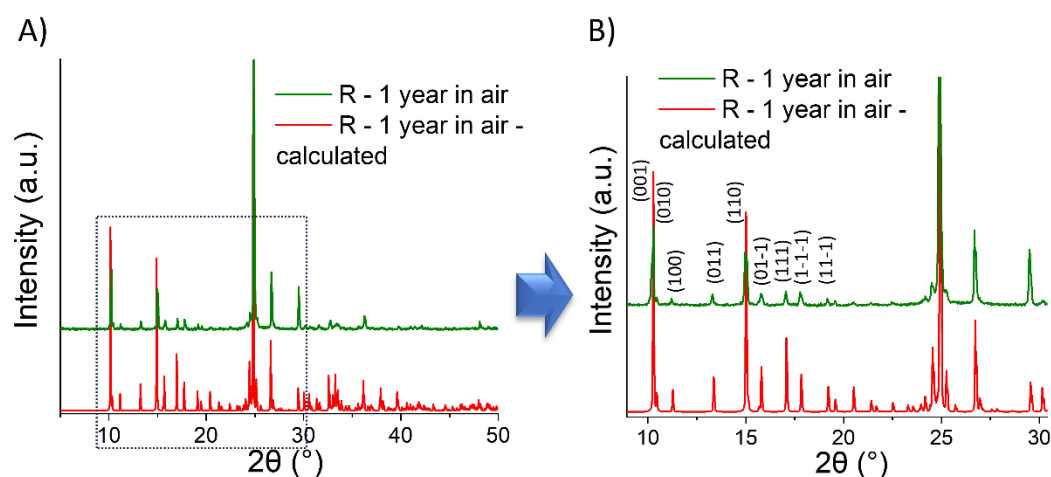 A)
R - 1 year in air
R - 1 year in air -
calculated
Intensity (a.u.)
10 20 30 40 50
2θ (°)
B)
R - 1 year in air
R - 1 year in air -
calculated
Intensity (a.u.)
(001)
(010)
(100)
(011)
(110)
(01-1)
(111)
(1-1-1)
(11-1)
10 15 20 25 30
2θ (°)